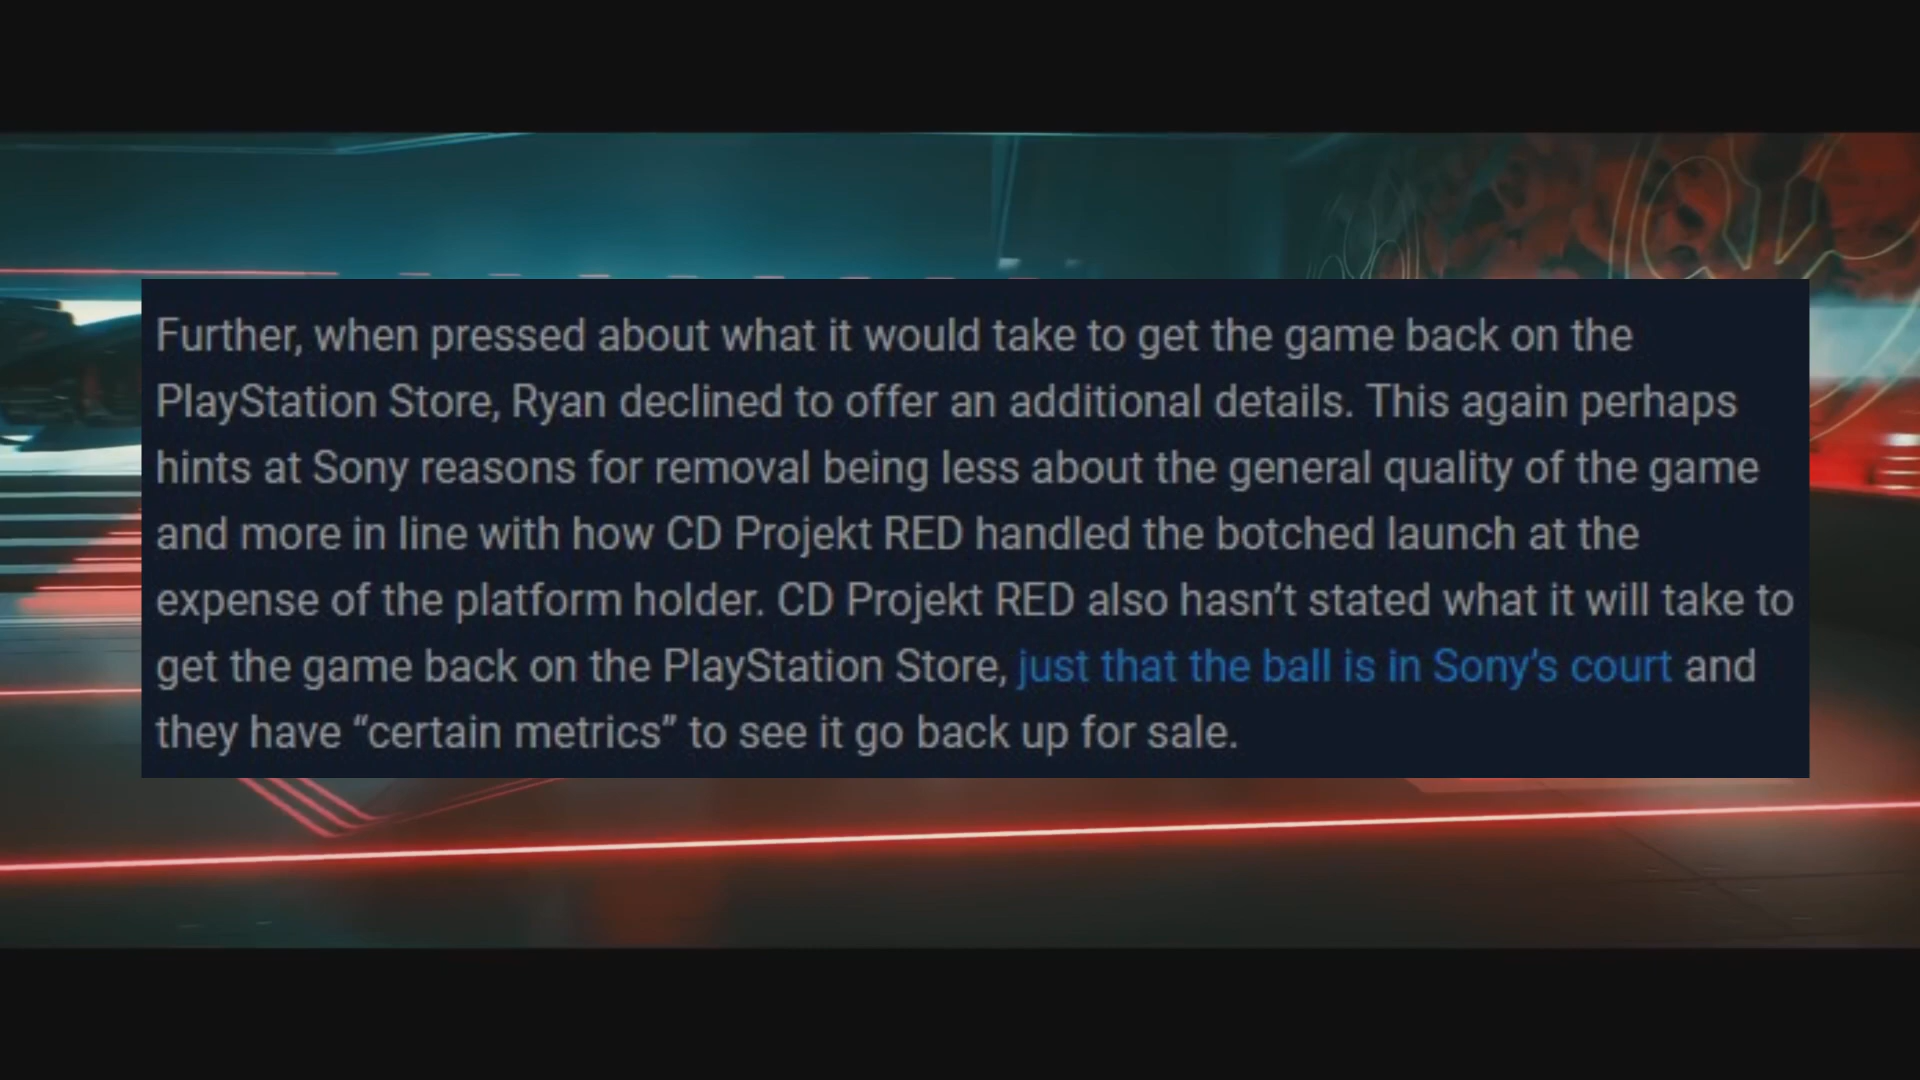 Further, when pressed about what it would take to get the game back on the
PlayStation Store, Ryan declined to offer an additional details. This again perhaps
hints at Sony reasons for removal being less about the general quality of the game
and more in line with how CD Projekt RED handled the botched launch at the
expense of the platform holder. CD Projekt RED also hasn’t stated what it will take to
get the game back on the PlayStation Store, just that the ball is in Sony’s court and
they have “certain metrics” to see it go back up for sale.